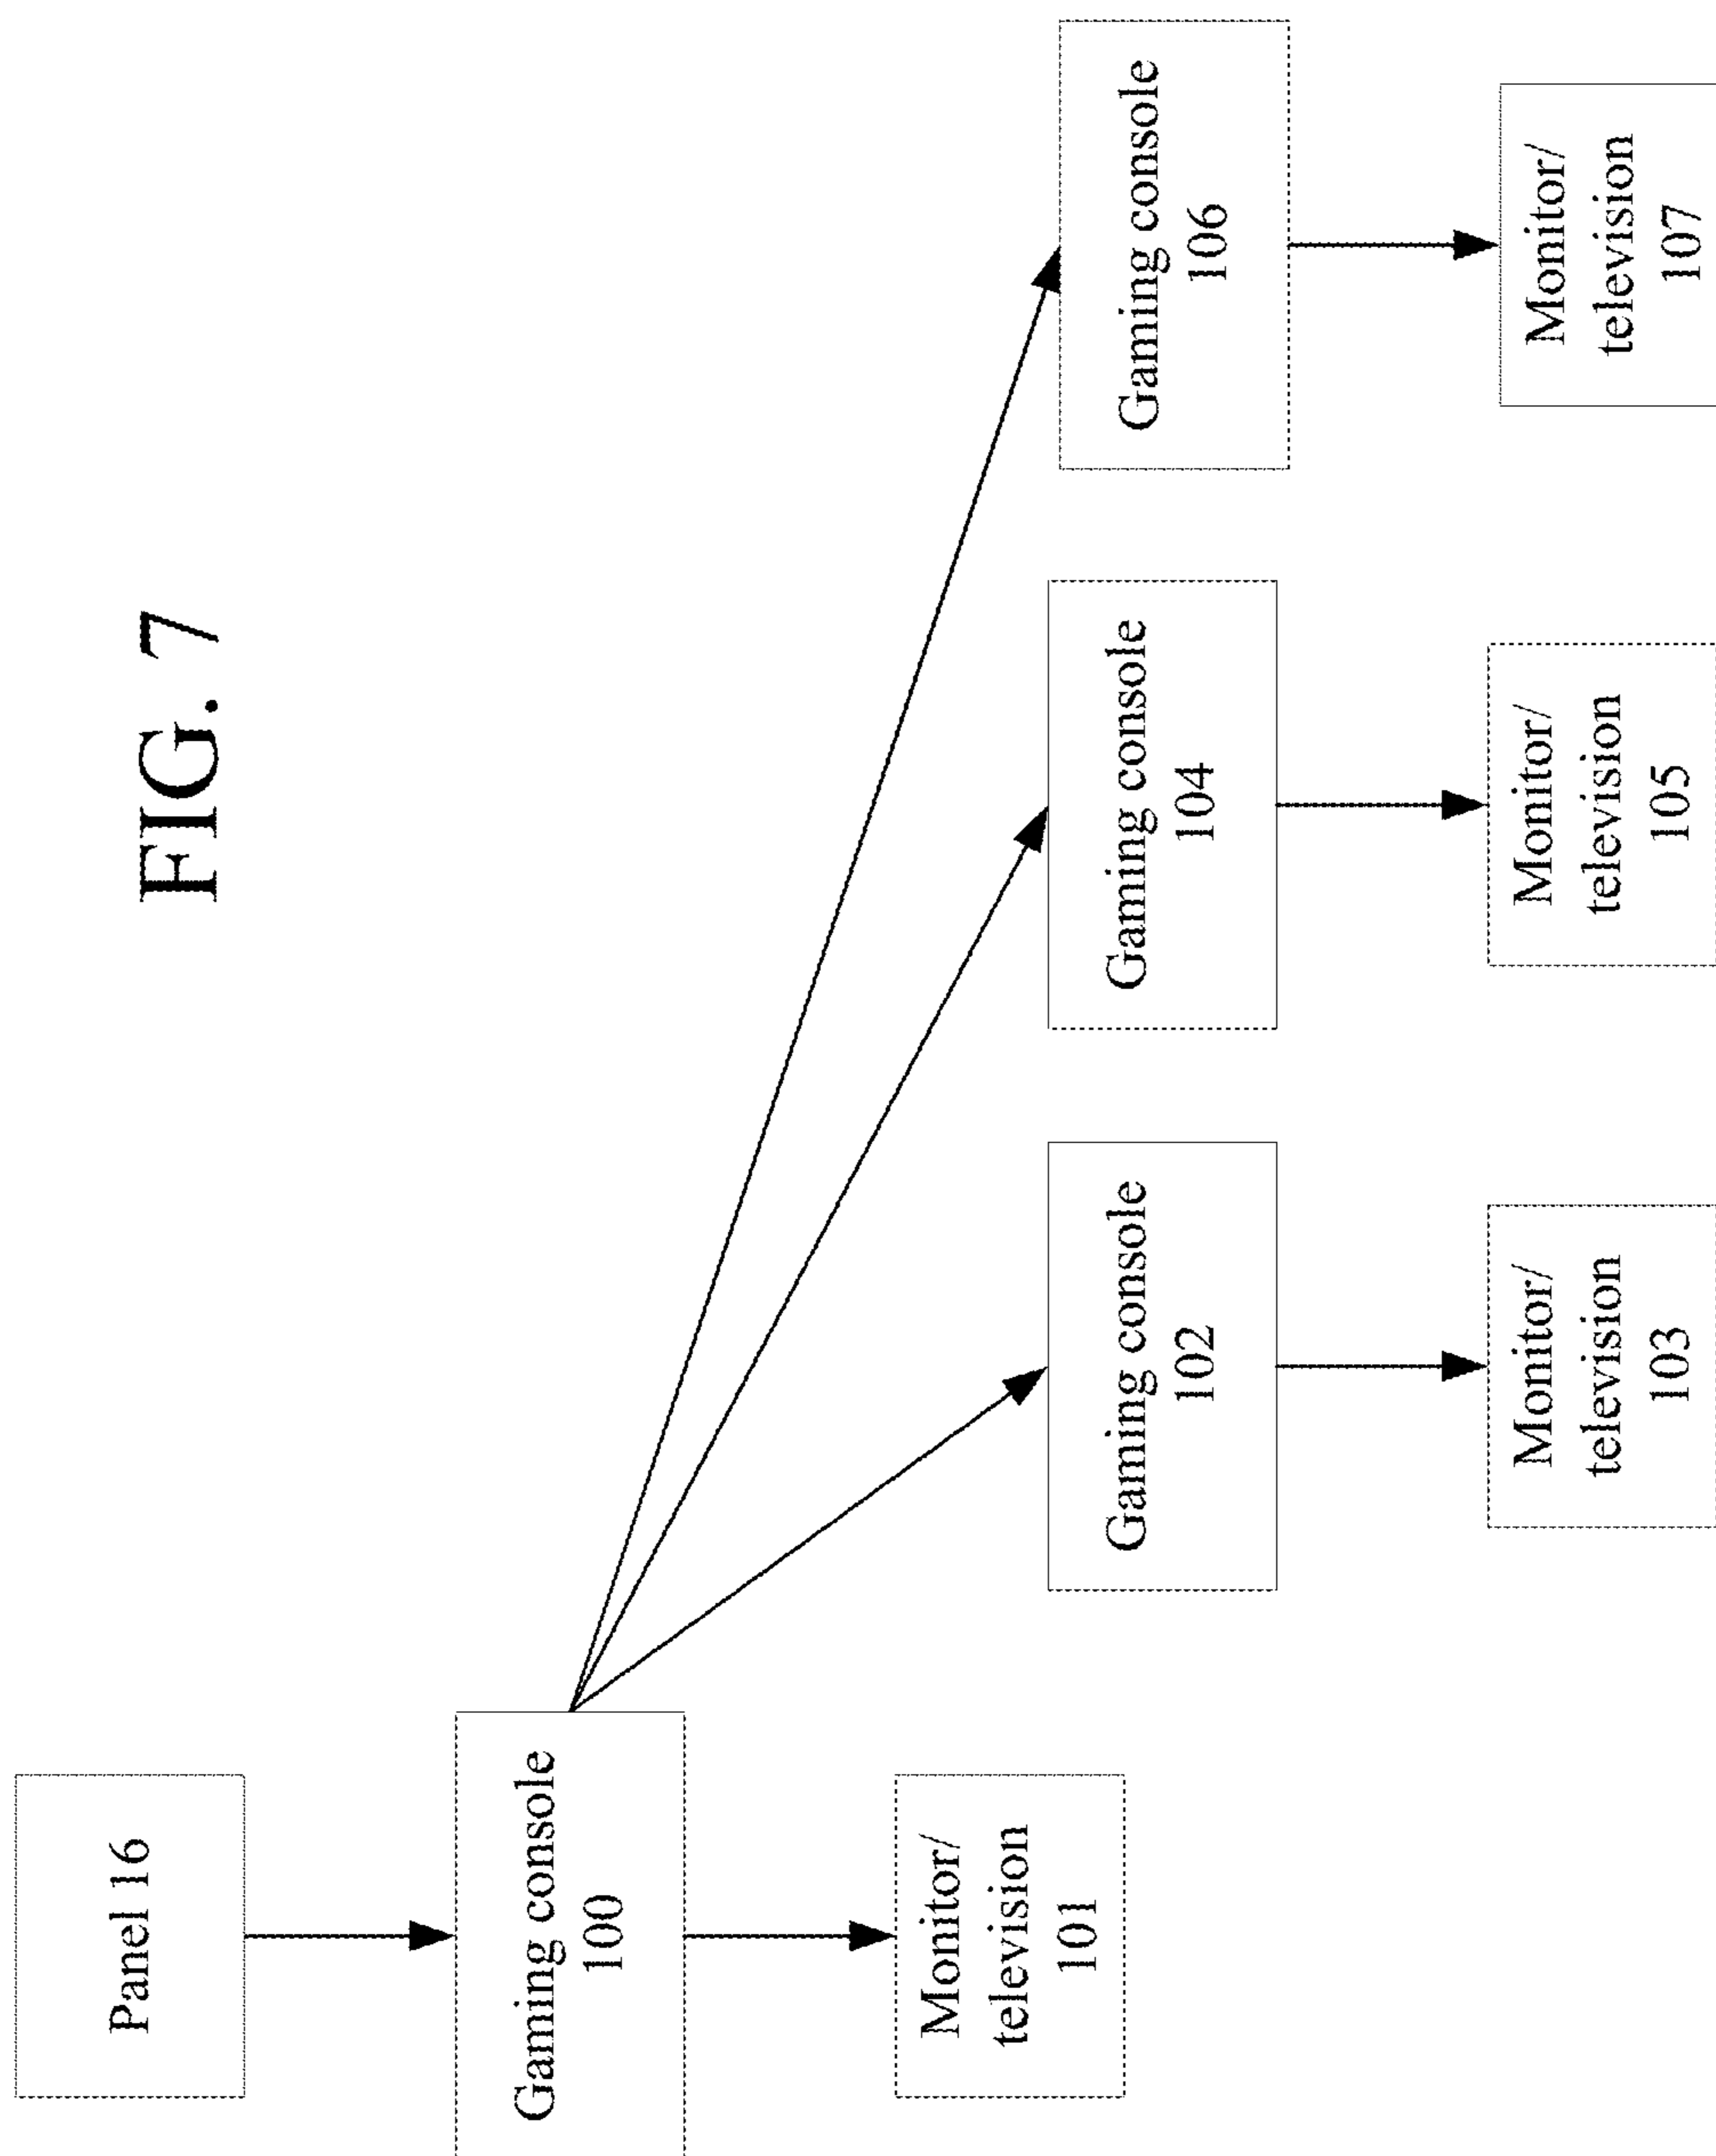 FIG. 7
Panel 16
Gaming console
100
Monitor/
television
101
Gaming console
102
Monitor/
television
103
Gaming console
104
Monitor/
television
105
Gaming console
106
Monitor/
television
107